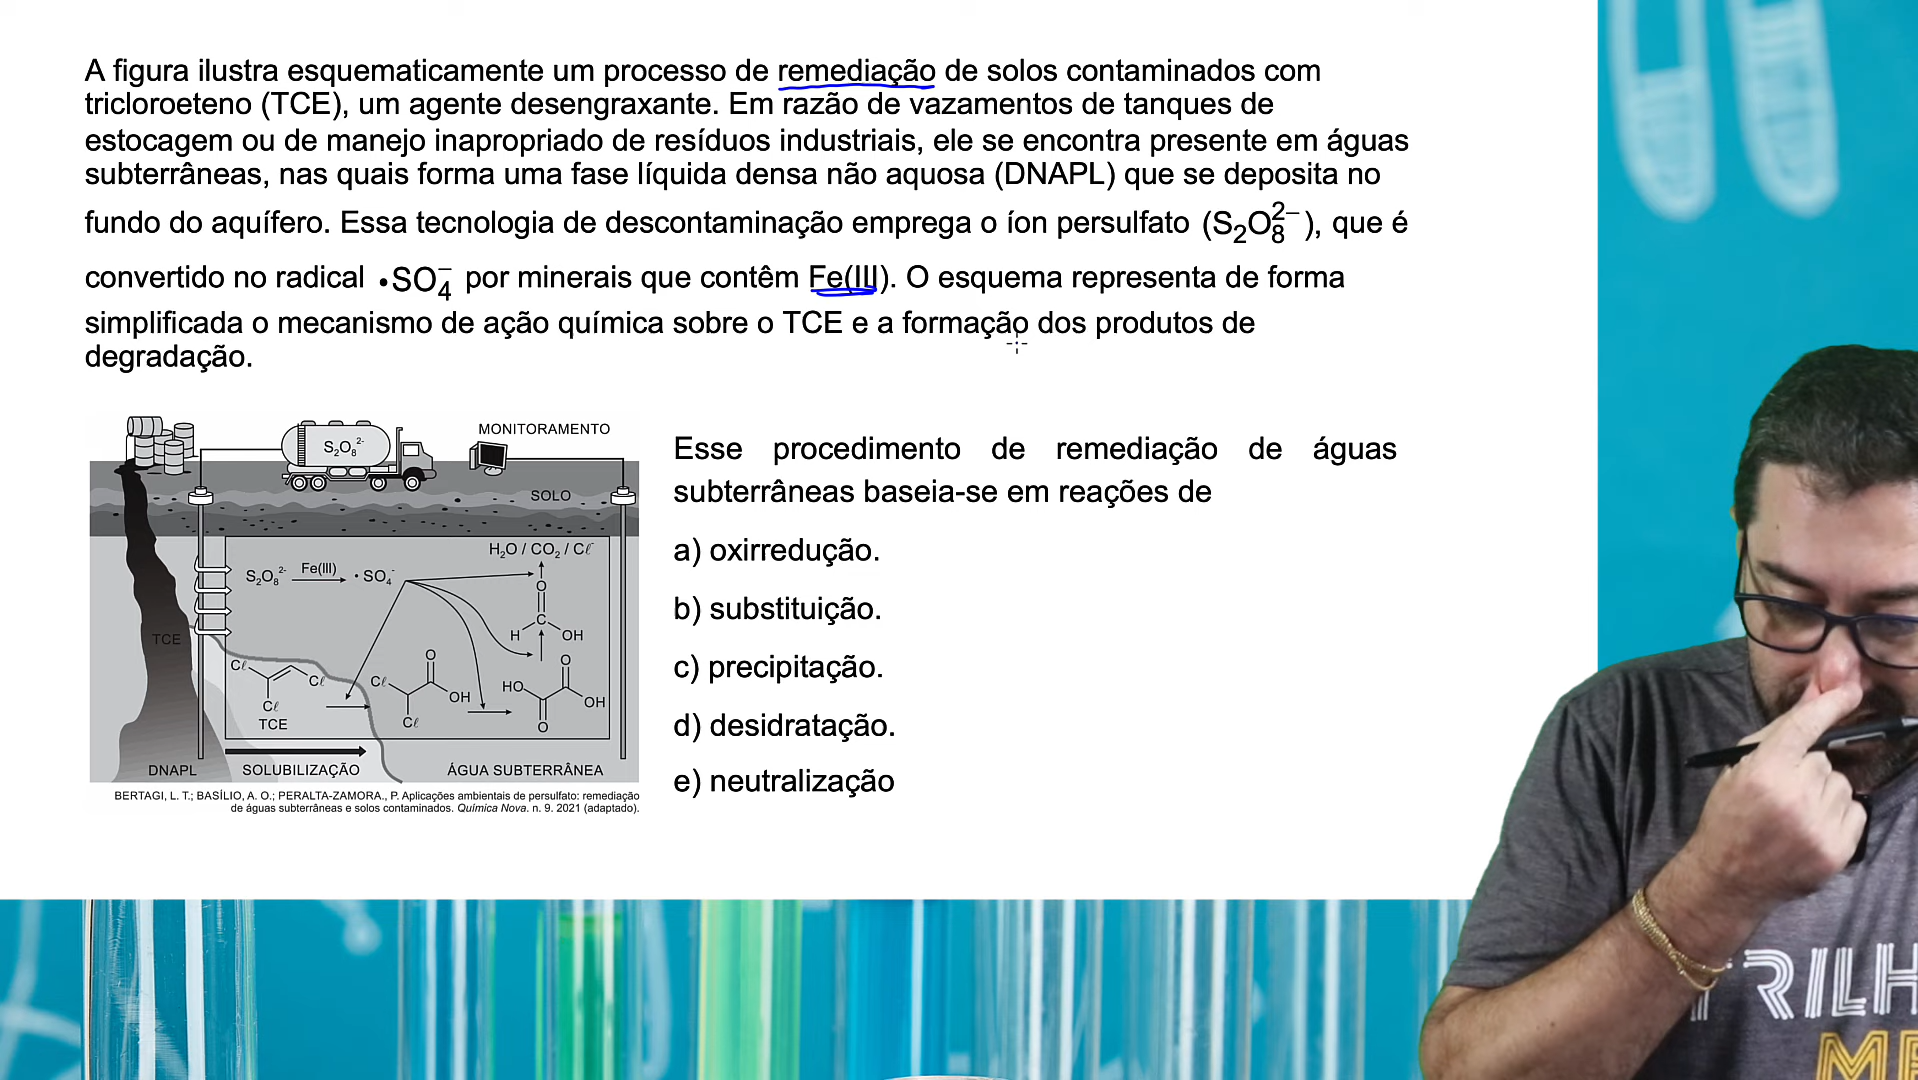 A figura ilustra esquematicamente um processo de remediação de solos contaminados com
tricloroeteno (TCE), um agente desengraxante. Em razão de vazamentos de tanques de
estocagem ou de manejo inapropriado de resíduos industriais, ele se encontra presente em águas
subterrâneas, nas quais forma uma fase líquida densa não aquosa (DNAPL) que se deposita no
fundo do aquífero. Essa tecnologia de descontaminação emprega o íon persulfato (S₂O₈²⁻), que é
convertido no radical •SO₄⁻ por minerais que contêm Fe(III). O esquema representa de forma
simplificada o mecanismo de ação química sobre o TCE e a formação dos produtos de
degradação.
S₂O₈²⁻
MONITORAMENTO
SOLO
H₂O / CO₂ / Cℓ⁻
S₂O₈²⁻ Fe(III) •SO₄⁻
O
C
H OH
TCE
Cℓ Cℓ Cℓ
TCE
O Cℓ OH Cℓ
O HO OH O
DNAPL SOLUBILIZAÇÃO ÁGUA SUBTERRÂNEA
BERTAGI, L. T.; BASÍLIO, A. O.; PERALTA-ZAMORA., P. Aplicações ambientais de persulfato: remediação
de águas subterrâneas e solos contaminados. Química Nova. n. 9. 2021 (adaptado).
Esse procedimento de remediação de águas
subterrâneas baseia-se em reações de
a) oxirredução.
b) substituição.
c) precipitação.
d) desidratação.
e) neutralização
TRILH
ME